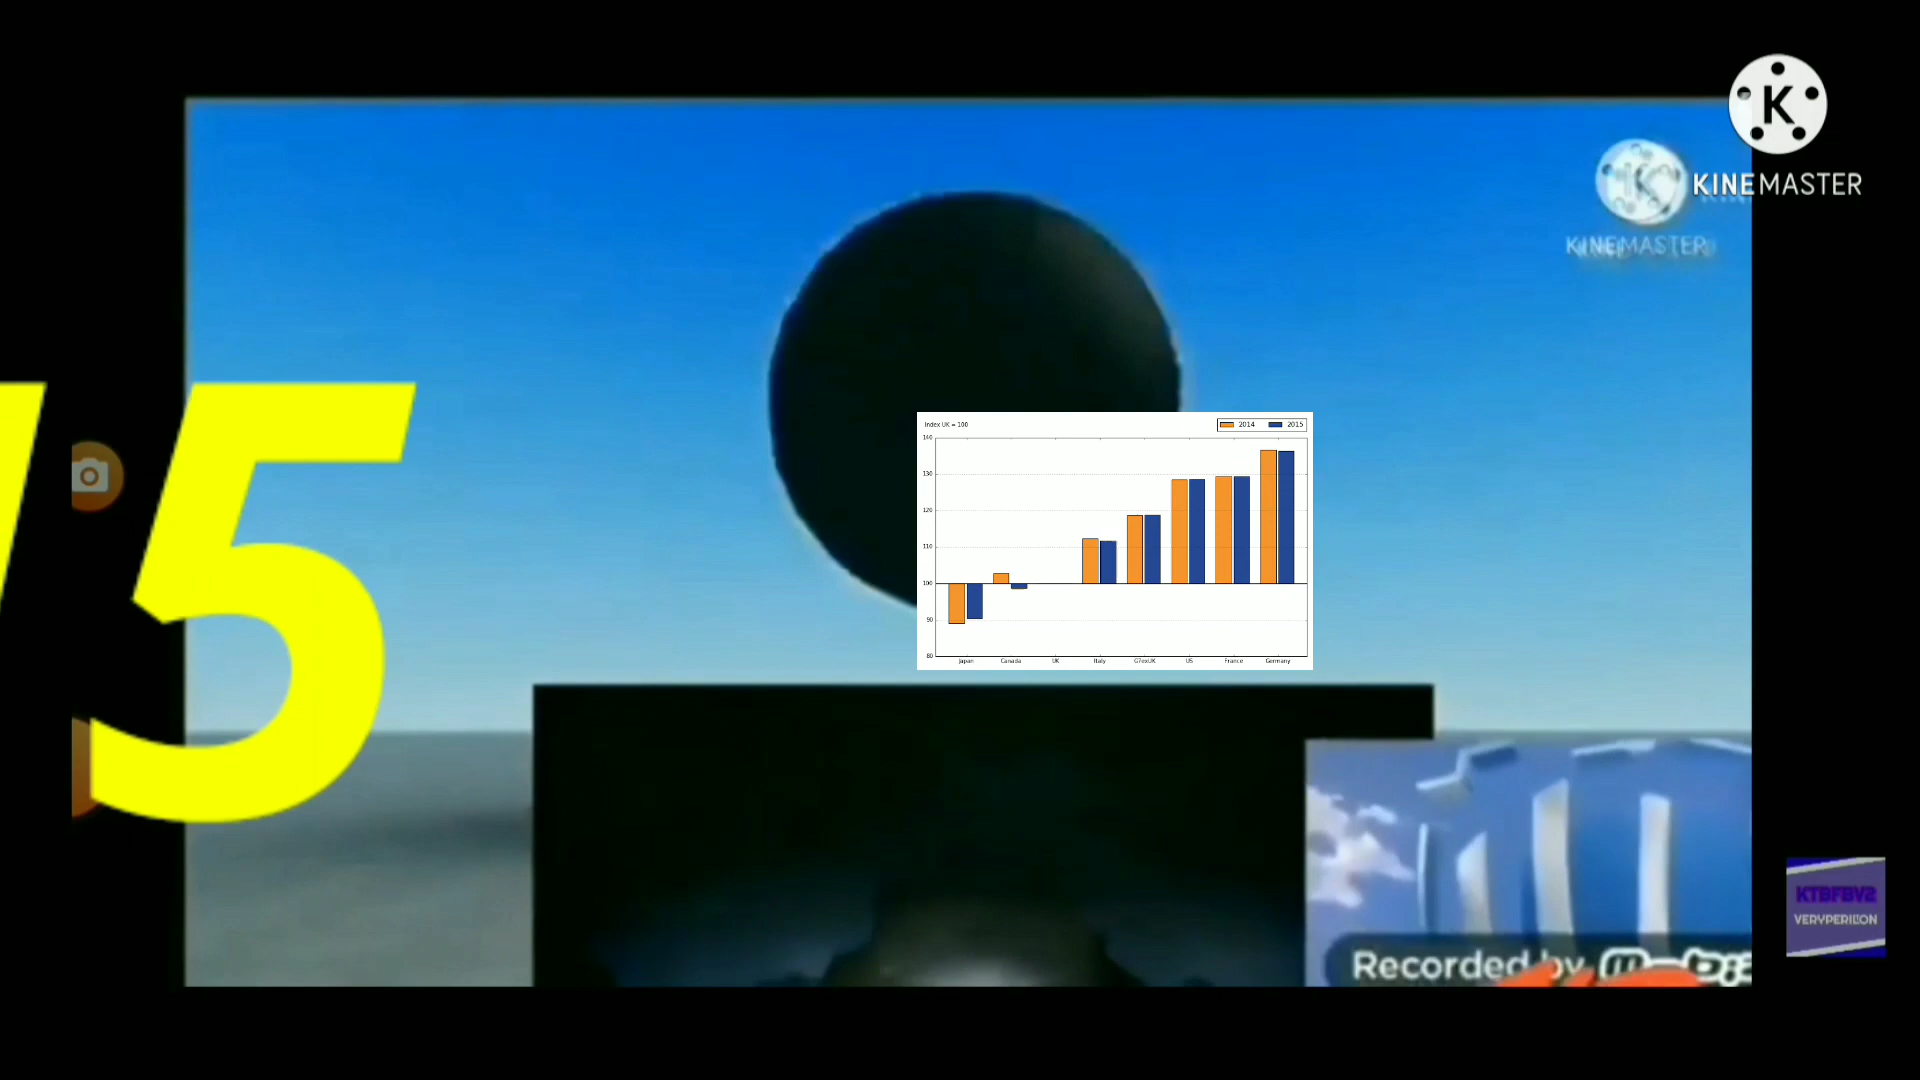 K
KINEMASTER
KINEMASTER
Index UK = 100
2014
2015
140
130
120
110
100
90
80
Japan
Canada
UK
Italy
G7exUK
US
France
Germany
5
KTBFBV2
VERYPERILON
Recorded by